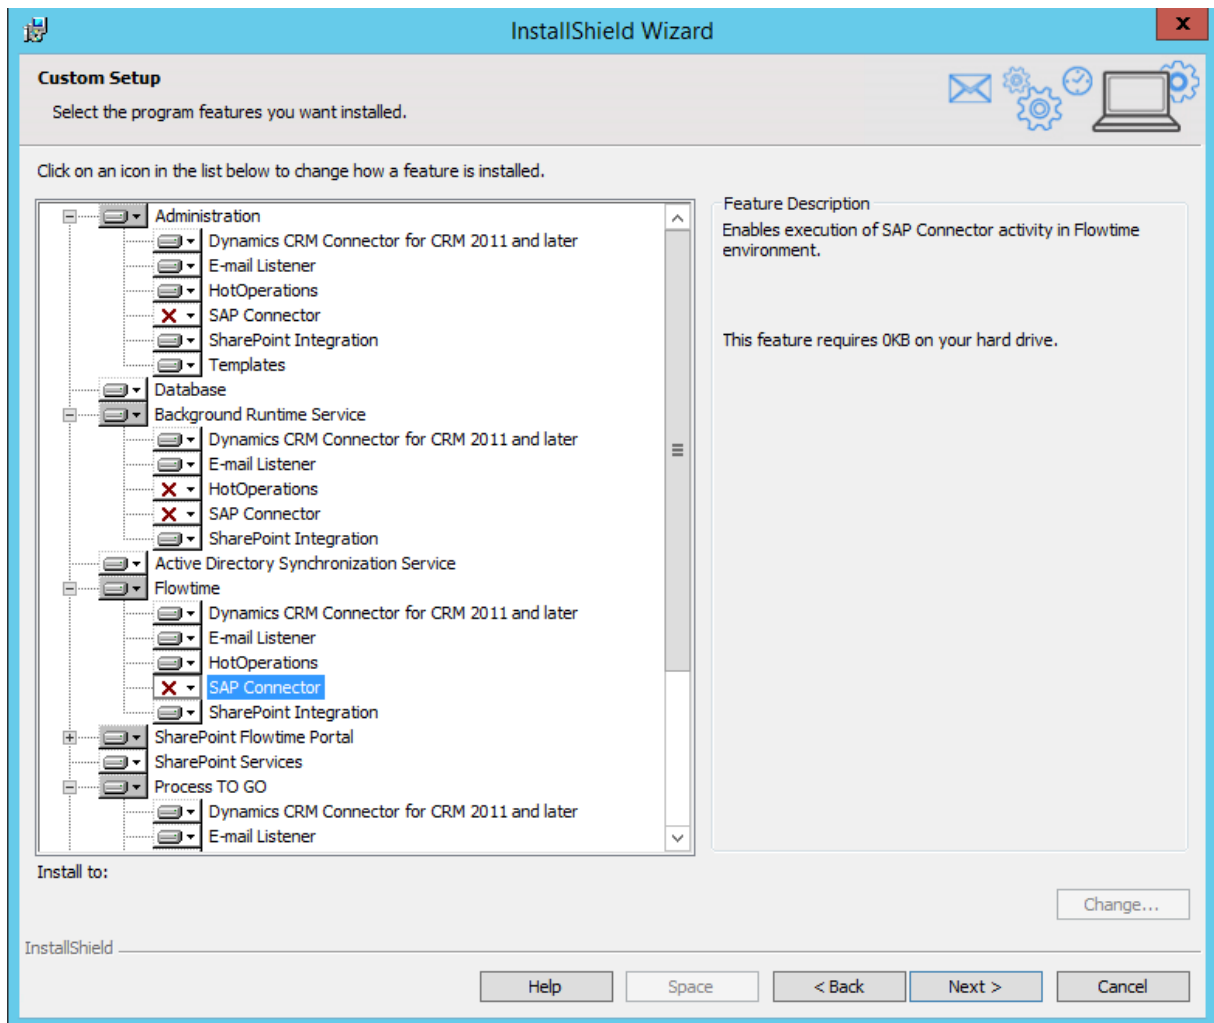 InstallShield Wizard
x
Custom Setup
Select the program features you want installed.
Click on an icon in the list below to change how a feature is installed.
Administration
Dynamics CRM Connector for CRM 2011 and later
E-mail Listener
HotOperations
SAP Connector
SharePoint Integration
Templates
Database
Background Runtime Service
Dynamics CRM Connector for CRM 2011 and later
E-mail Listener
HotOperations
SAP Connector
SharePoint Integration
Active Directory Synchronization Service
Flowtime
Dynamics CRM Connector for CRM 2011 and later
E-mail Listener
HotOperations
SAP Connector
SharePoint Integration
SharePoint Flowtime Portal
SharePoint Services
Process TO GO
Dynamics CRM Connector for CRM 2011 and later
E-mail Listener
Feature Description
Enables execution of SAP Connector activity in Flowtime
environment.
This feature requires 0KB on your hard drive.
Install to:
Change...
InstallShield
Help
Space
< Back
Next >
Cancel